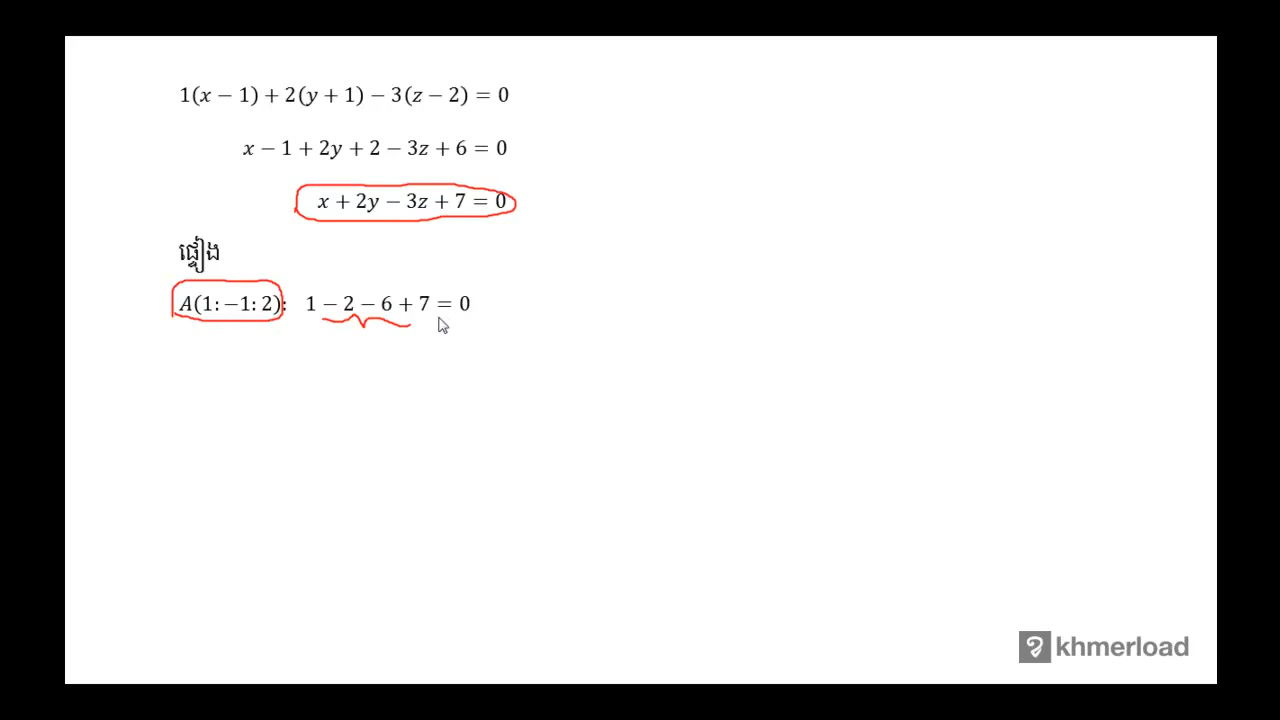 1(x − 1) + 2(y + 1) − 3(z − 2) = 0
x − 1 + 2y + 2 − 3z + 6 = 0
x + 2y − 3z + 7 = 0
ផ្ទៀង
A(1: −1: 2): 1 − 2 − 6 + 7 = 0
khmerload